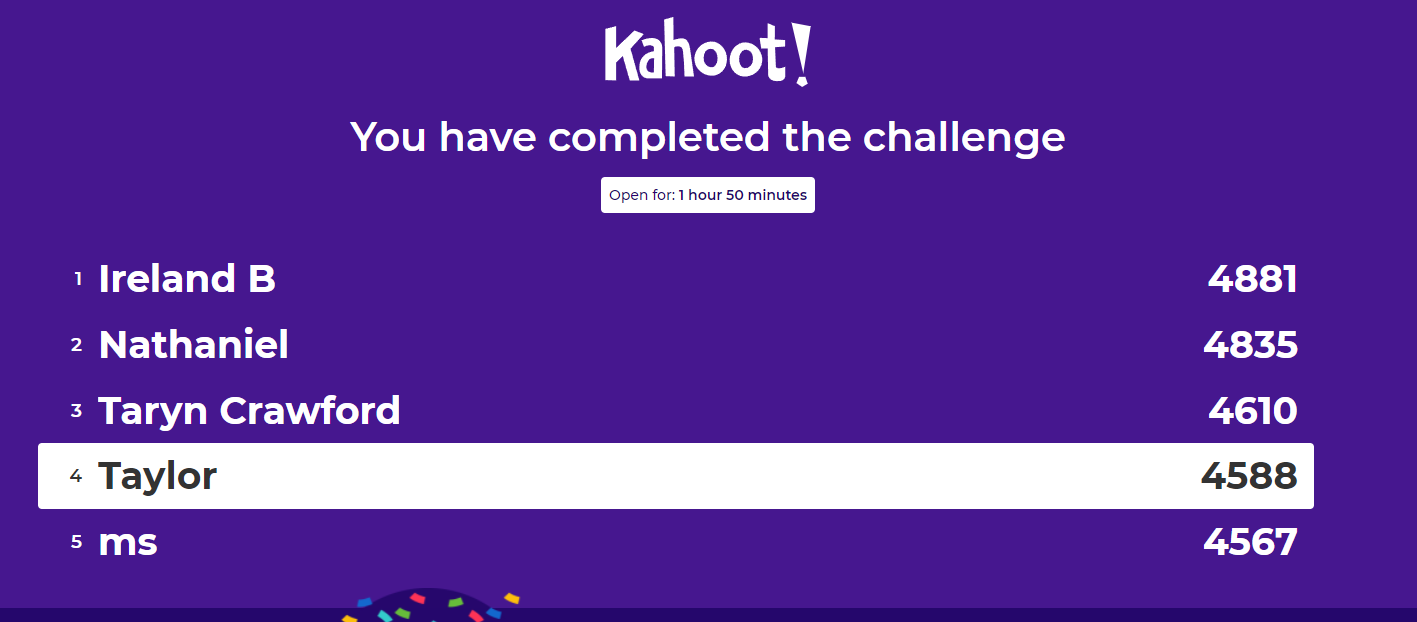 Kahoot!
You have completed the challenge
Open for: 1 hour 50 minutes
1 Ireland B 4881
2 Nathaniel 4835
3 Taryn Crawford 4610
4 Taylor 4588
5 ms 4567